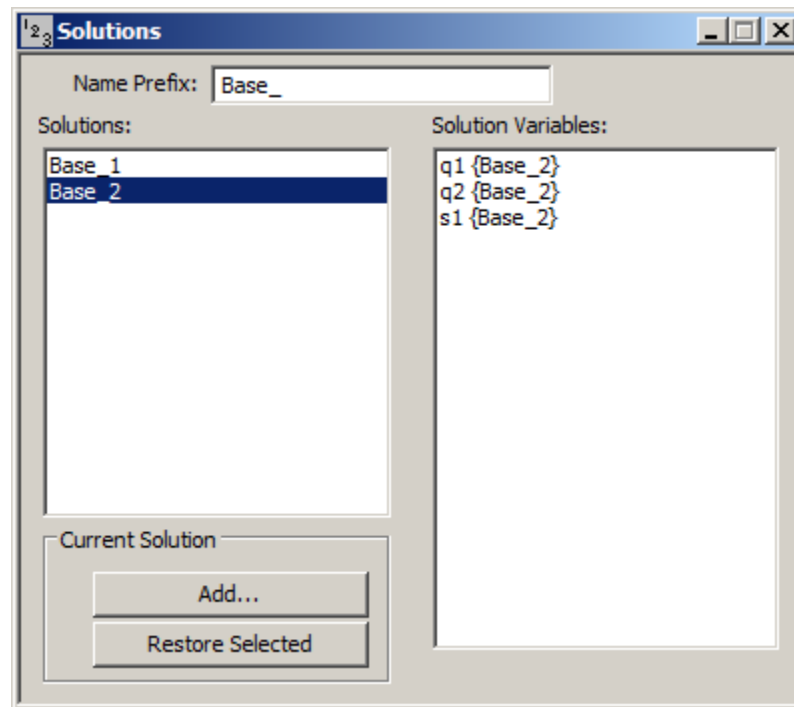 123 Solutions
Name Prefix: Base_
Solutions:
Base_1
Base_2
Solution Variables:
q1 {Base_2}
q2 {Base_2}
s1 {Base_2}
Current Solution
Add...
Restore Selected